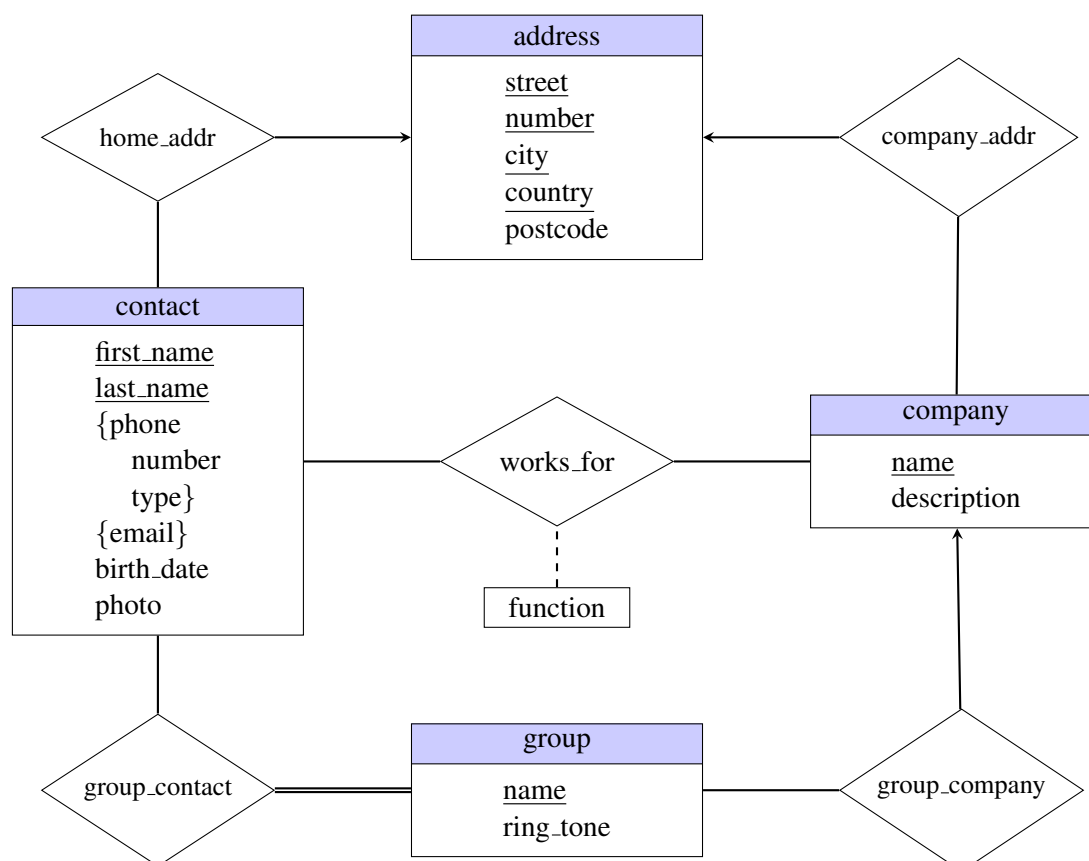 address
street
number
city
country
postcode
home_addr
company_addr
contact
first_name
last_name
{phone
number
type}
{email}
birth_date
photo
works_for
function
company
name
description
group_contact
group
name
ring_tone
group_company